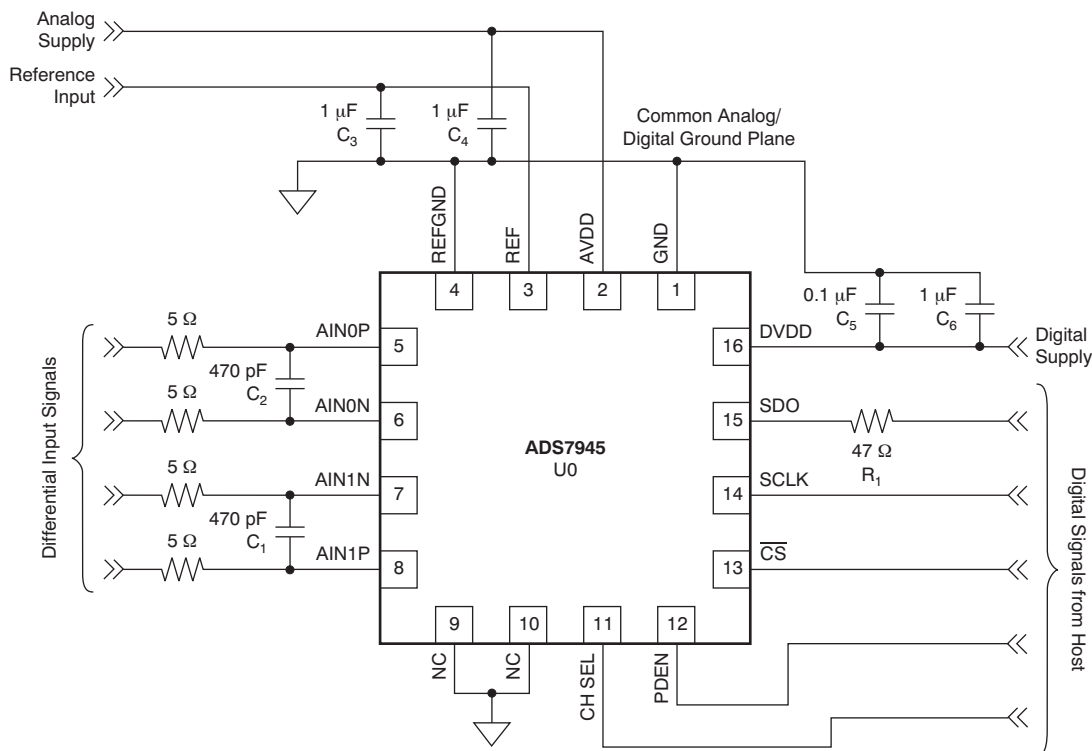 Analog
Supply
Reference
Input
1 μF
C3
1 μF
C4
Common Analog/
Digital Ground Plane
REFGND
REF
AVDD
GND
4
3
2
1
0.1 μF
C5
1 μF
C6
Differential Input Signals
5 Ω
AIN0P
5
470 pF
C2
5 Ω
AIN0N
6
5 Ω
AIN1N
7
470 pF
C1
5 Ω
AIN1P
8
ADS7945
U0
16
DVDD
Digital
Supply
15
SDO
47 Ω
R1
14
SCLK
13
CS
9
10
11
12
NC
NC
CH SEL
PDEN
Digital Signals from Host